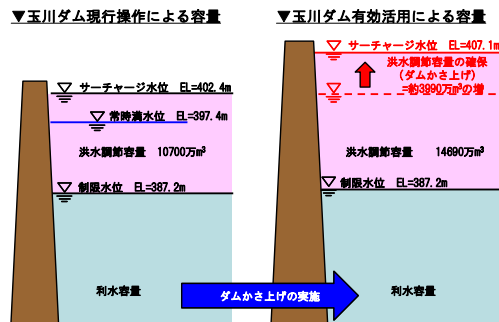 ▼玉川ダム現行操作による容量
サーチャージ水位 EL=402.4m
常時満水位 EL=397.4m
洪水調節容量 10700万m³
制限水位 EL=387.2m
利水容量
▼玉川ダム有効活用による容量
サーチャージ水位 EL=407.1m
洪水調節容量の確保
(ダムかさ上げ)
=約3990万m³の増
洪水調節容量 14690万m³
制限水位 EL=387.2m
利水容量
ダムかさ上げの実施